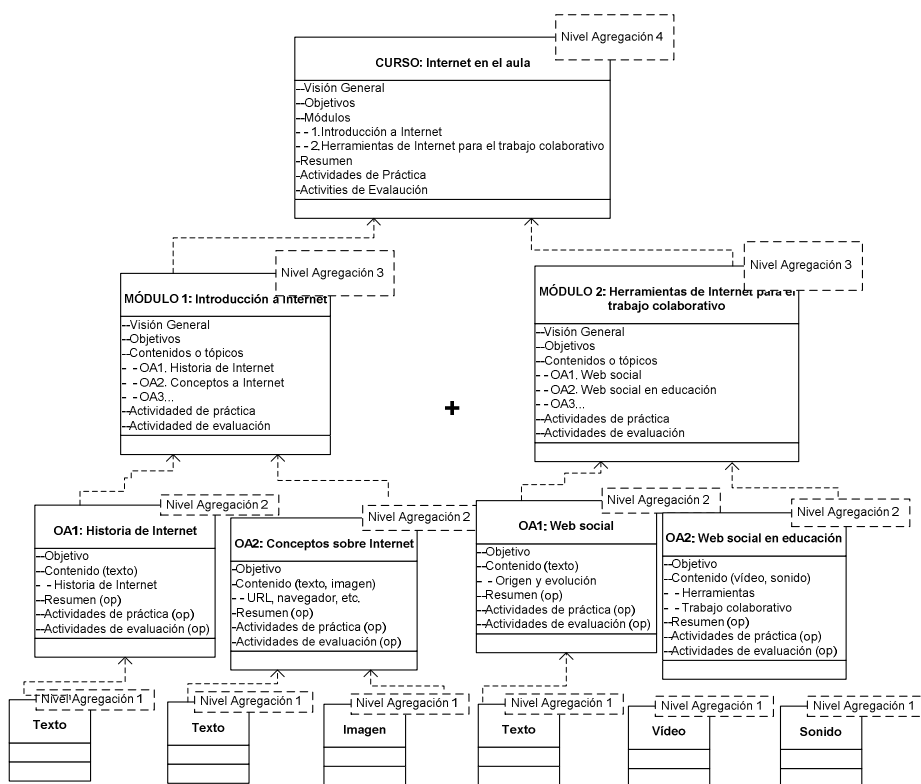 Nivel Agregación 4
CURSO: Internet en el aula
--Visión General
--Objetivos
--Módulos
- - 1.Introducción a Internet
- - 2.Herramientas de Internet para el trabajo colaborativo
-Resumen
-Actividades de Práctica
-Activities de Evalaución
Nivel Agregación 3
MÓDULO 1: Introducción a Internet
--Visión General
--Objetivos
--Contenidos o tópicos
- - OA1. Historia de Internet
- - OA2. Conceptos a Internet
- - OA3...
--Actividaded de práctica
--Actividaded de evaluación
+
Nivel Agregación 3
MÓDULO 2: Herramientas de Internet para el
trabajo colaborativo
--Visión General
--Objetivos
--Contenidos o tópicos
- - OA1. Web social
- - OA2. Web social en educación
- - OA3...
--Actividades de práctica
--Actividades de evaluación
Nivel Agregación 2
OA1: Historia de Internet
--Objetivo
--Contenido (texto)
- - Historia de Internet
--Resumen (op)
--Actividades de práctica (op)
--Actividades de evaluación (op)
Nivel Agregación 2
OA2: Conceptos sobre Internet
--Objetivo
--Contenido (texto, imagen)
- - URL, navegador, etc.
--Resumen (op)
--Actividades de práctica (op)
--Actividades de evaluación (op)
Nivel Agregación 2
OA1: Web social
--Objetivo
--Contenido (texto)
- - Origen y evolución
--Resumen (op)
--Actividades de práctica (op)
--Actividades de evaluación (op)
Nivel Agregación 2
OA2: Web social en educación
--Objetivo
--Contenido (vídeo, sonido)
- - Herramientas
- - Trabajo colaborativo
--Resumen (op)
--Actividades de práctica (op)
--Actividades de evaluación (op)
Nivel Agregación 1
Texto
Nivel Agregación 1
Texto
Nivel Agregación 1
Imagen
Nivel Agregación 1
Texto
Nivel Agregación 1
Vídeo
Nivel Agregación 1
Sonido